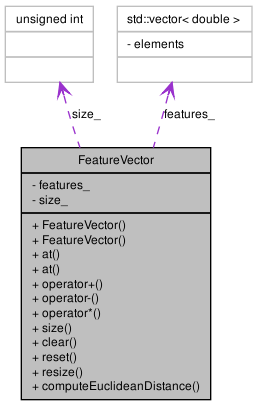 unsigned int
std::vector< double >
- elements
size_
features_
FeatureVector
- features_
- size_
+ FeatureVector()
+ FeatureVector()
+ at()
+ at()
+ operator+()
+ operator-()
+ operator*()
+ size()
+ clear()
+ reset()
+ resize()
+ computeEuclideanDistance()